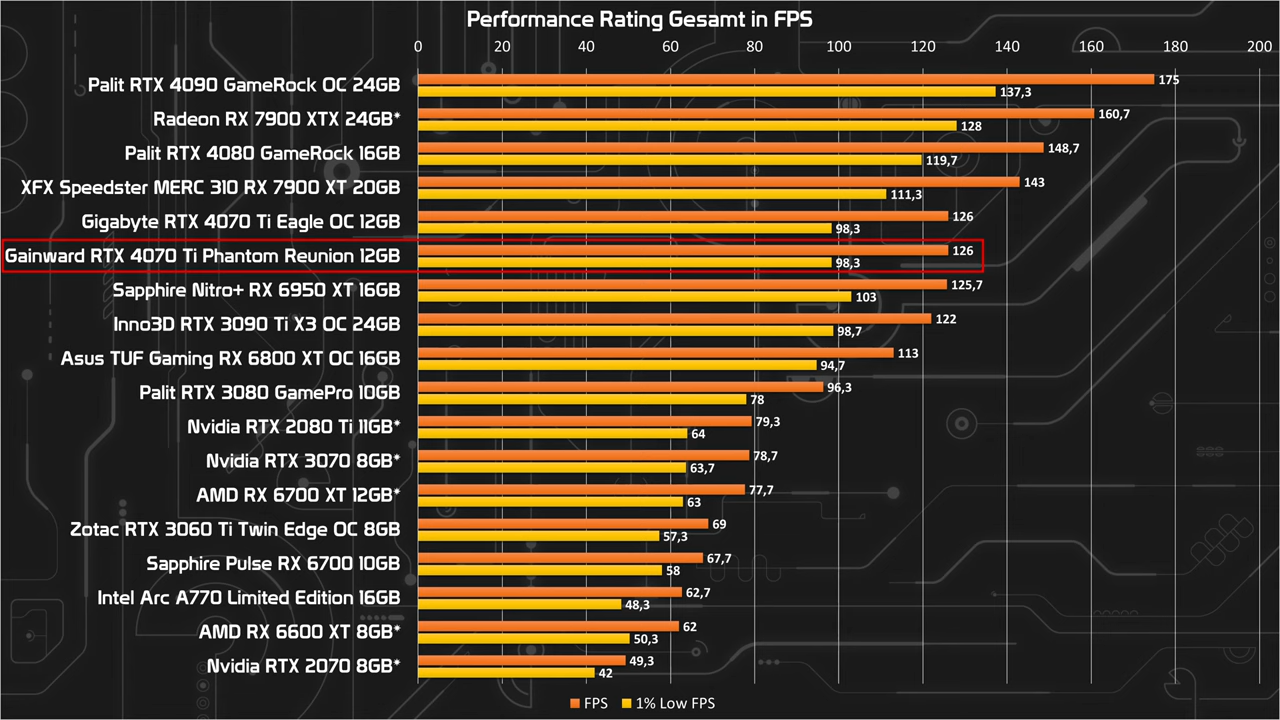 Performance Rating Gesamt in FPS
0 20 40 60 80 100 120 140 160 180 200
Palit RTX 4090 GameRock OC 24GB 175
137,3
Radeon RX 7900 XTX 24GB* 160,7
128
Palit RTX 4080 GameRock 16GB 148,7
119,7
XFX Speedster MERC 310 RX 7900 XT 20GB 143
111,3
Gigabyte RTX 4070 Ti Eagle OC 12GB 126
98,3
Gainward RTX 4070 Ti Phantom Reunion 12GB 126
98,3
Sapphire Nitro+ RX 6950 XT 16GB 125,7
103
Inno3D RTX 3090 Ti X3 OC 24GB 122
98,7
Asus TUF Gaming RX 6800 XT OC 16GB 113
94,7
Palit RTX 3080 GamePro 10GB 96,3
78
Nvidia RTX 2080 Ti 11GB* 79,3
64
Nvidia RTX 3070 8GB* 78,7
63,7
AMD RX 6700 XT 12GB* 77,7
63
Zotac RTX 3060 Ti Twin Edge OC 8GB 69
57,3
Sapphire Pulse RX 6700 10GB 67,7
58
Intel Arc A770 Limited Edition 16GB 62,7
48,3
AMD RX 6600 XT 8GB* 62
50,3
Nvidia RTX 2070 8GB* 49,3
42
FPS 1% Low FPS